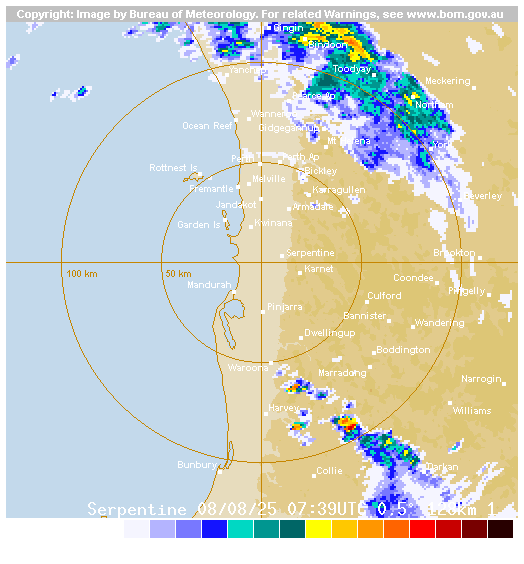 Copyright: Image by Bureau of Meteorology. For related Warnings, see www.bom.gov.au
Gingin
Bindoon
Yanchep
Toodyay
Meckering
Pearce Ap
Northam
Wanneroo
Ocean Reef
Gidgegannup
Mt Helena
York
Perth
Perth Ap
Rottnest Is
Bickley
Melville
Fremantle
Karragullen
Beverley
Jandakot
Armadale
Garden Is
Kwinana
Serpentine
Brookton
100 km
50 km
Karnet
Coondee
Mandurah
Pingelly
Culford
Pinjarra
Bannister
Wandering
Dwellingup
Boddington
Waroona
Marradong
Narrogin
Harvey
Williams
Bunbury
Collie
Darkan
Serpentine 08/08/25 07:39UTC 0.5 128km 1